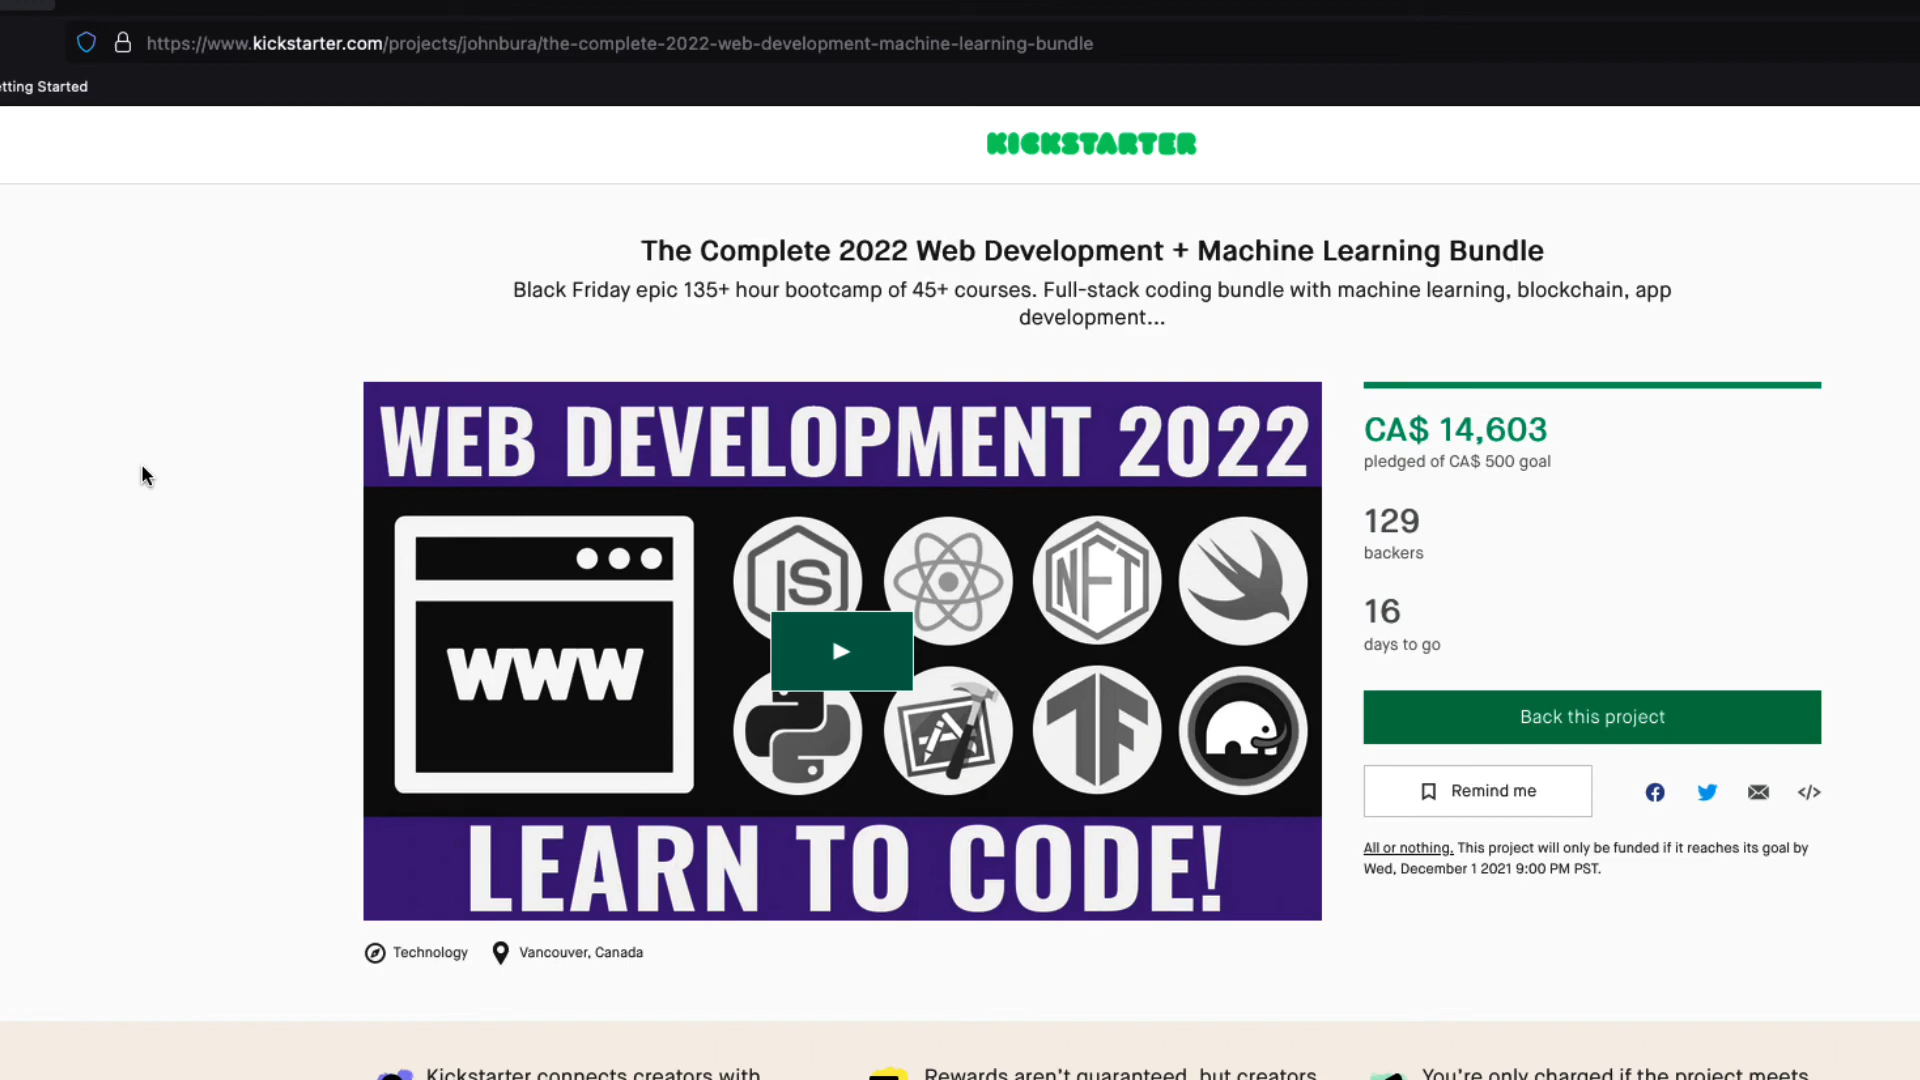 https://www.kickstarter.com/projects/johnbura/the-complete-2022-web-development-machine-learning-bundle
tting Started
KICKSTARTER
The Complete 2022 Web Development + Machine Learning Bundle
Black Friday epic 135+ hour bootcamp of 45+ courses. Full-stack coding bundle with machine learning, blockchain, app
development...
WEB DEVELOPMENT 2022
WWW
JS
NFT
TF
LEARN TO CODE!
CA$ 14,603
pledged of CA$ 500 goal
129
backers
16
days to go
Back this project
Remind me
</>
All or nothing. This project will only be funded if it reaches its goal by
Wed, December 1 2021 9:00 PM PST.
Technology
Vancouver, Canada
Kickstarter connects creators with
Rewards aren't guaranteed, but creators
You're only charged if the project meets